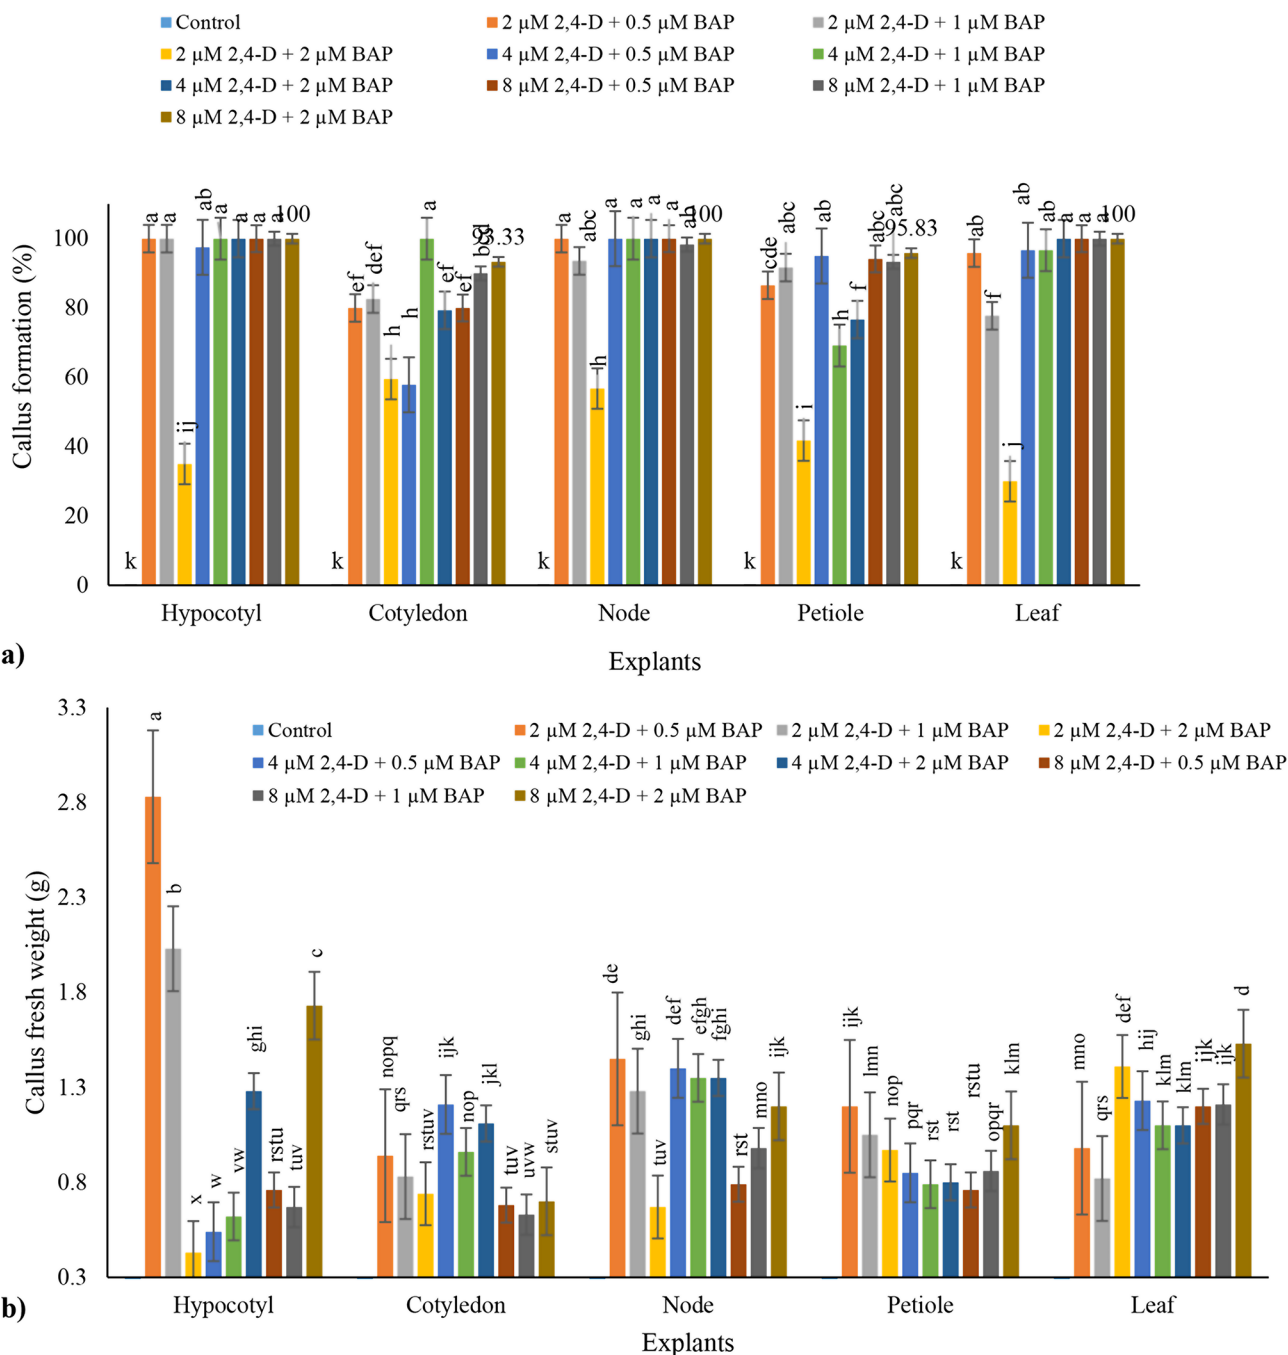 Control 2 µM 2,4-D + 0.5 µM BAP 2 µM 2,4-D + 1 µM BAP
2 µM 2,4-D + 2 µM BAP 4 µM 2,4-D + 0.5 µM BAP 4 µM 2,4-D + 1 µM BAP
4 µM 2,4-D + 2 µM BAP 8 µM 2,4-D + 0.5 µM BAP 8 µM 2,4-D + 1 µM BAP
8 µM 2,4-D + 2 µM BAP
Callus formation (%)
100
80
60
40
20
0
k a a ij ab a a a a 100
k ef def h h a ef ef bd 93.33
k a abc h a a a a ab 100
k cde abc i ab h f abc abc 95.83
k ab f j ab ab a a a 100
Hypocotyl Cotyledon Node Petiole Leaf
Explants
a)
Callus fresh weight (g)
3.3
2.8
2.3
1.8
1.3
0.8
0.3
Control 2 µM 2,4-D + 0.5 µM BAP 2 µM 2,4-D + 1 µM BAP 2 µM 2,4-D + 2 µM BAP
4 µM 2,4-D + 0.5 µM BAP 4 µM 2,4-D + 1 µM BAP 4 µM 2,4-D + 2 µM BAP 8 µM 2,4-D + 0.5 µM BAP
8 µM 2,4-D + 1 µM BAP 8 µM 2,4-D + 2 µM BAP
a b x w vw ghi rstu tuv c
nopq qrs rstuv ijk nop jkl tuv uvw stuv
de ghi tuv def efgh fghi rst mno ijk
ijk lmn nop pqr rst rst rstu opqr klm
mno qrs def hij klm klm ijk ijk d
Hypocotyl Cotyledon Node Petiole Leaf
b)
Explants